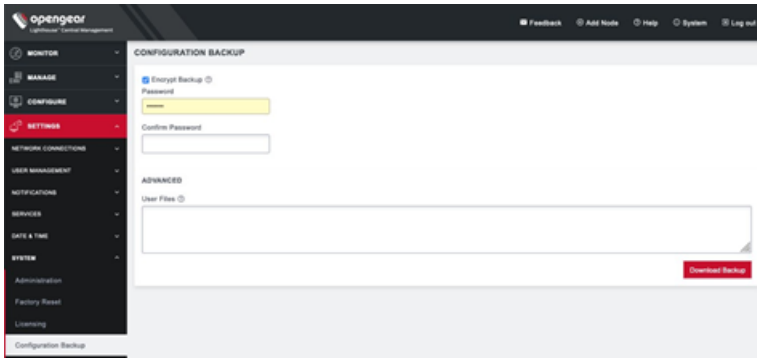 opengear
Lighthouse™ Central Management
Feedback
Add Node
Help
System
Log out
MONITOR
MANAGE
CONFIGURE
SETTINGS
NETWORK CONNECTIONS
USER MANAGEMENT
NOTIFICATIONS
SERVICES
DATE & TIME
SYSTEM
Administration
Factory Reset
Licensing
Configuration Backup
CONFIGURATION BACKUP
Encrypt Backup
Password
Confirm Password
ADVANCED
User Files
Download Backup